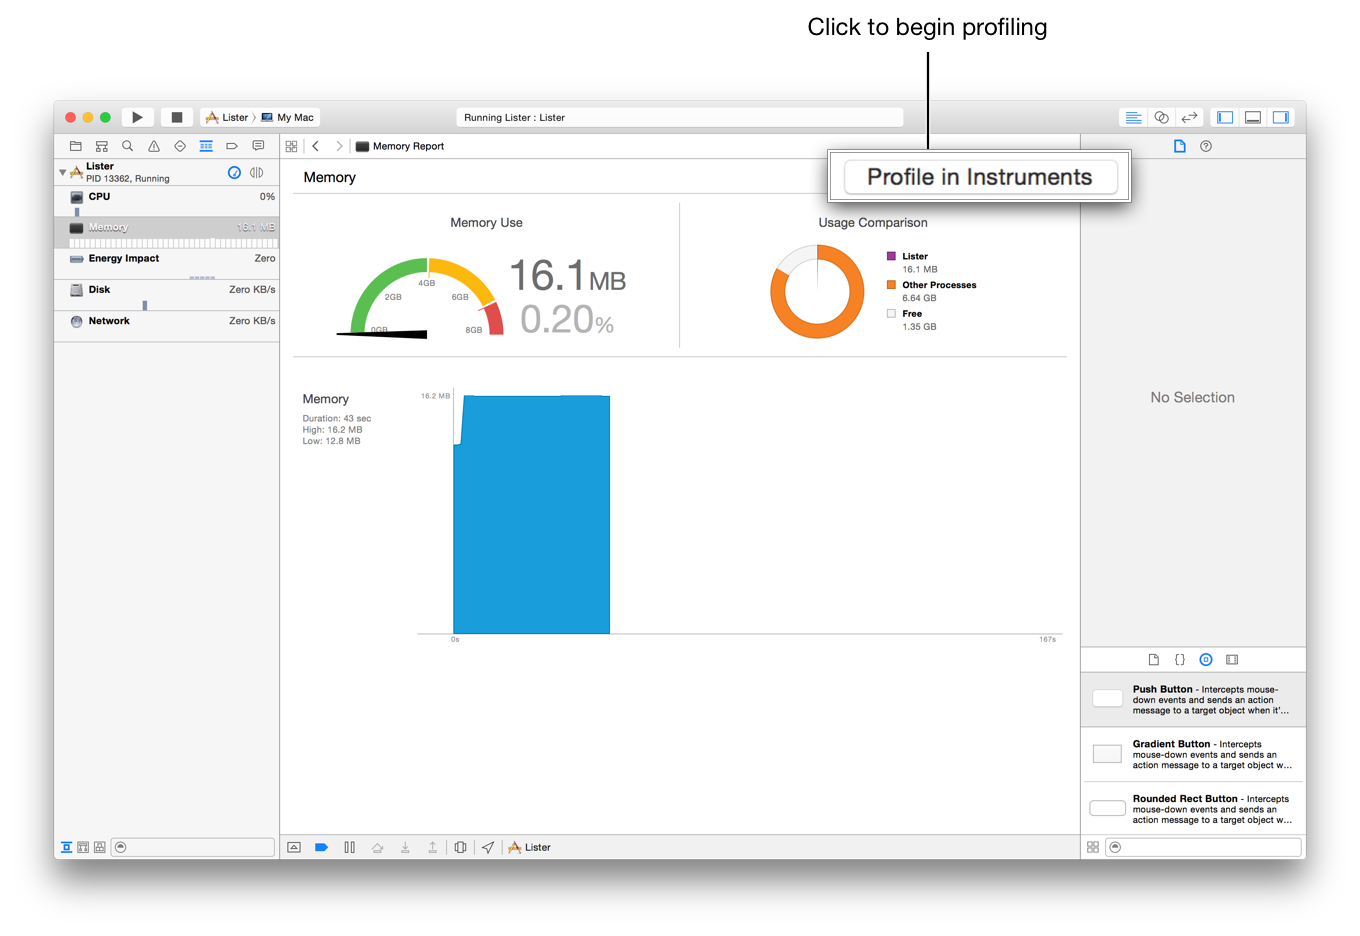 Click to begin profiling
Lister 〉 My Mac
Running Lister : Lister
Memory Report
Lister
PID 13362, Running
CPU 0%
Memory 16.1 MB
Energy Impact Zero
Disk Zero KB/s
Network Zero KB/s
Memory
Profile in Instruments
Memory Use
0GB
2GB
4GB
6GB
8GB
16.1MB
0.20%
Usage Comparison
Lister
16.1 MB
Other Processes
6.64 GB
Free
1.35 GB
Memory
Duration: 43 sec
High: 16.2 MB
Low: 12.8 MB
16.2 MB
0s
167s
No Selection
Push Button - Intercepts mouse-
down events and sends an action
message to a target object when it'...
Gradient Button - Intercepts
mouse-down events and sends an
action message to a target object w...
Rounded Rect Button - Intercepts
mouse-down events and sends an
action message to a target object w...
Lister